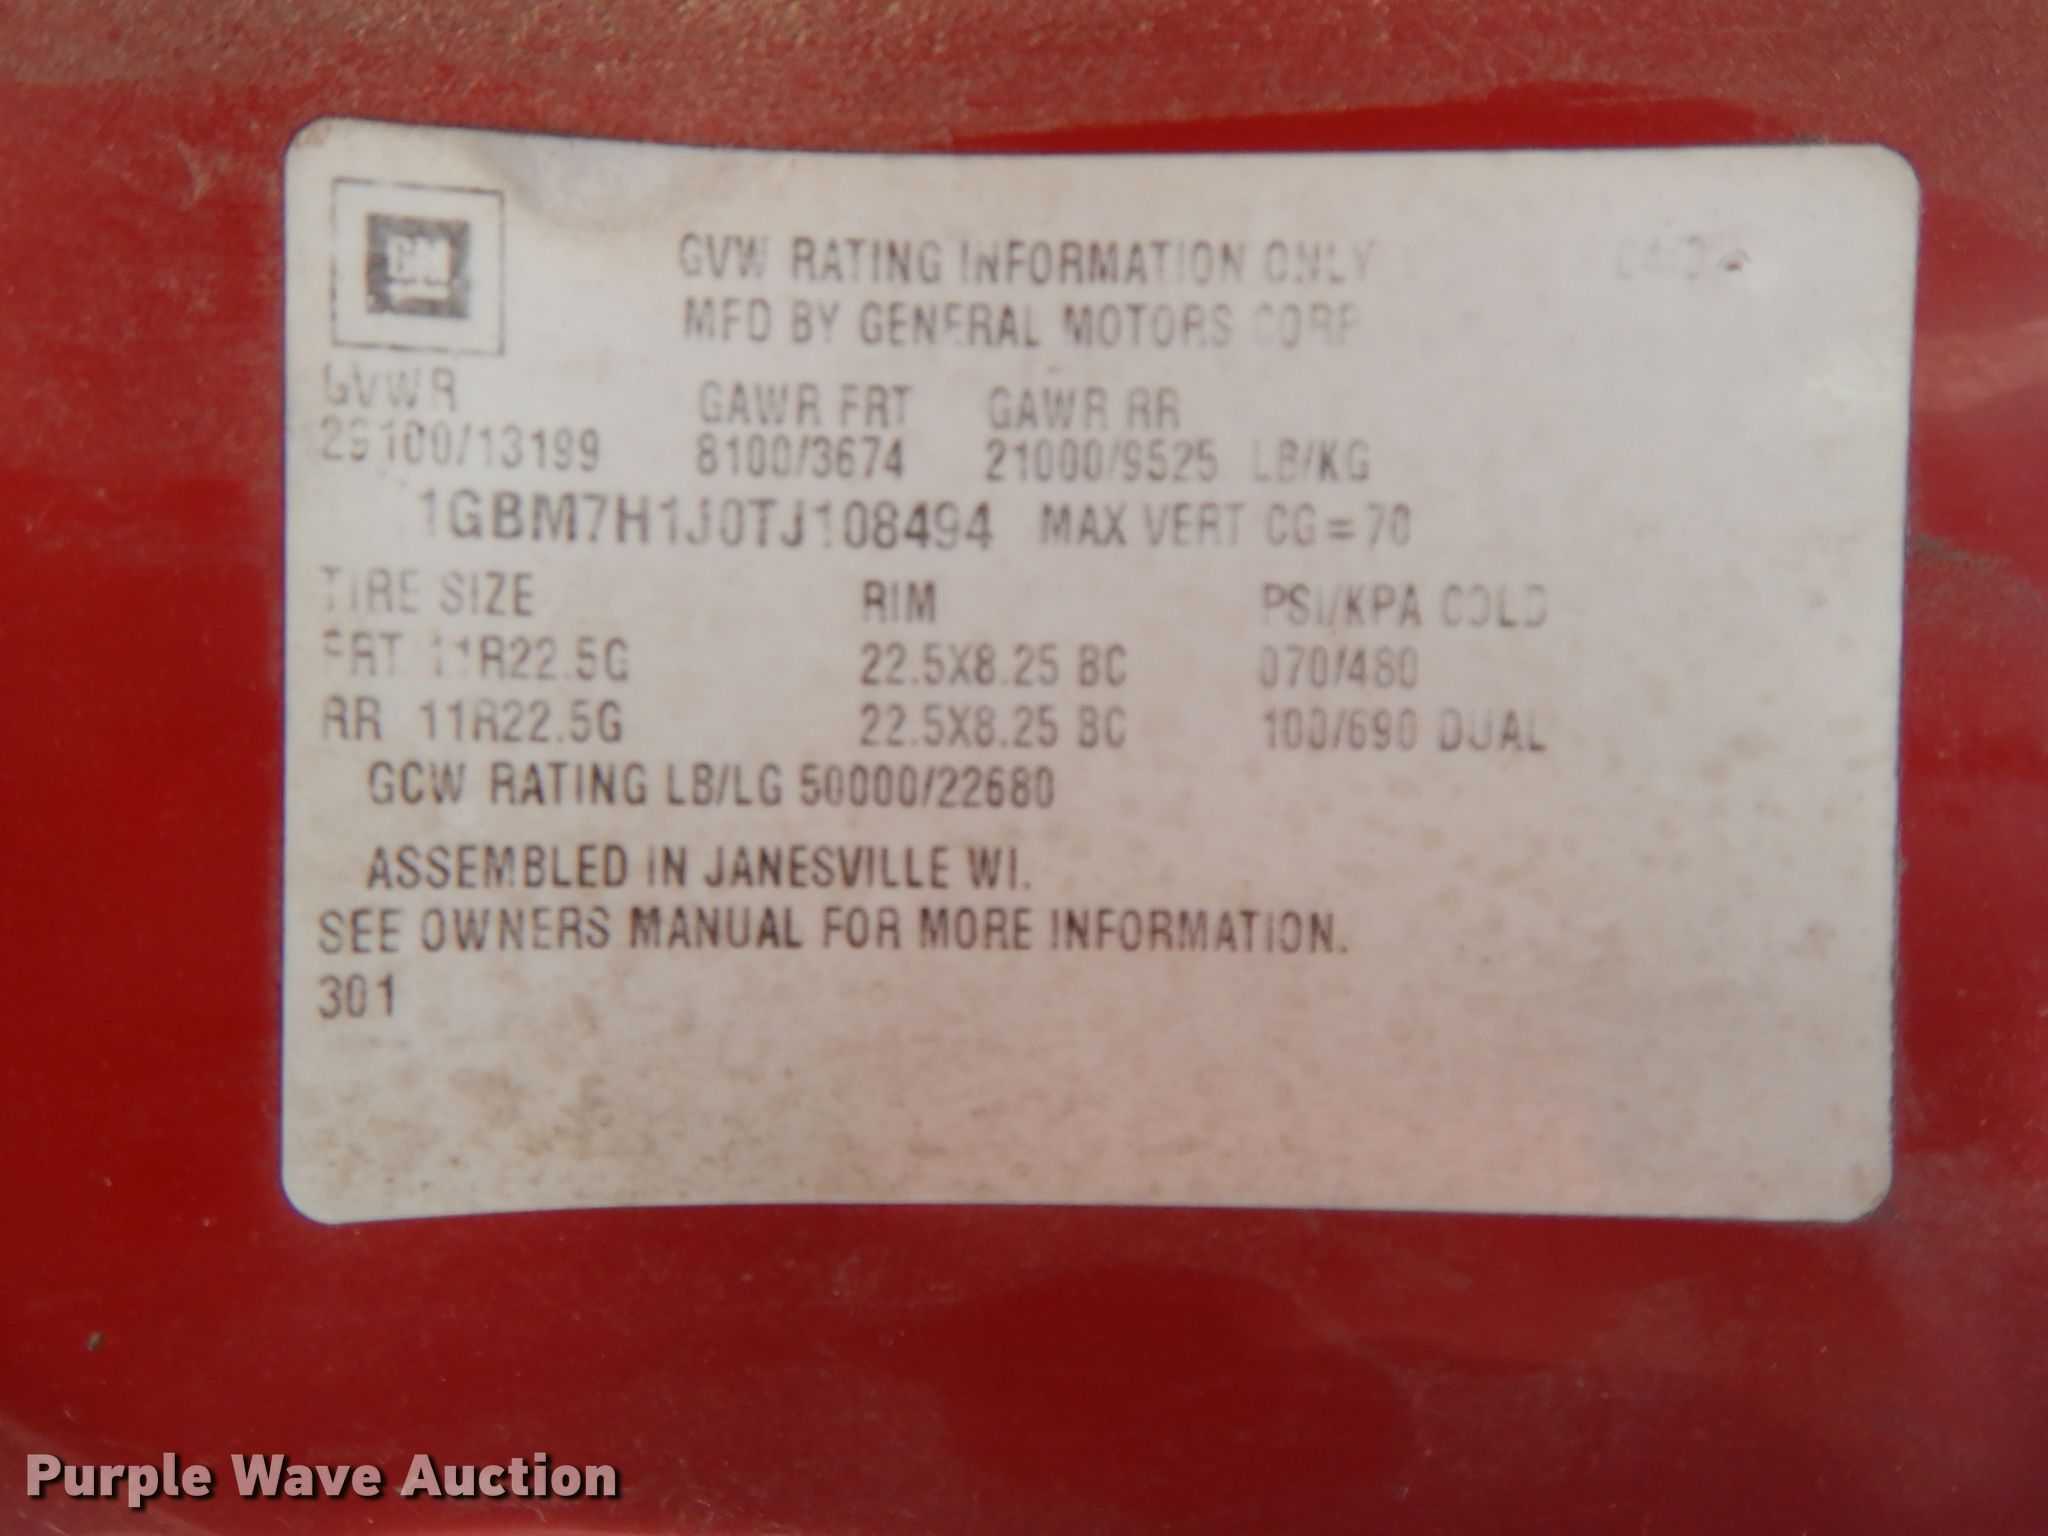 GM
GVW RATING INFORMATION ONLY
MFD BY GENERAL MOTORS CORP
GVWR GAWR FRT GAWR RR
29100/13199 8100/3674 21000/9525 LB/KG
1GBM7H1J0TJ108494 MAX VERT CG=70
TIRE SIZE RIM PSI/KPA COLD
FRT 11R22.5G 22.5X8.25 BC 070/480
RR 11R22.5G 22.5X8.25 BC 100/690 DUAL
GCW RATING LB/LG 50000/22680
ASSEMBLED IN JANESVILLE WI.
SEE OWNERS MANUAL FOR MORE INFORMATION.
301
Purple Wave Auction